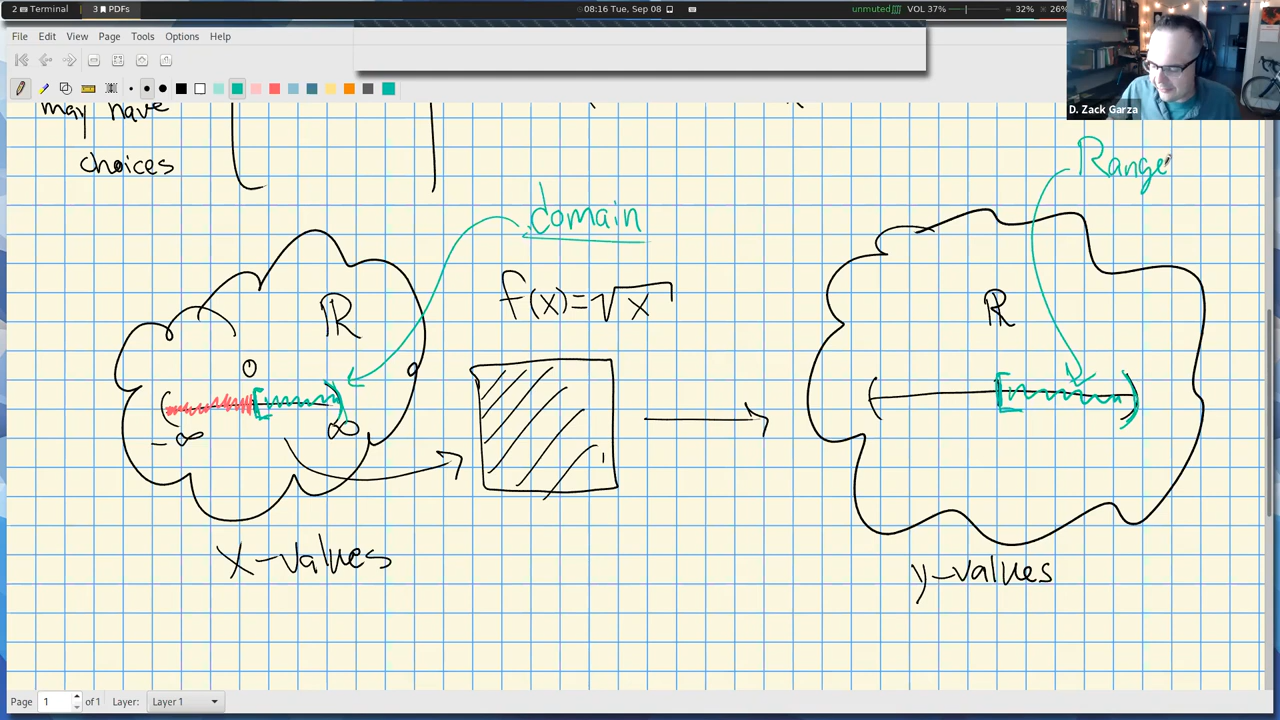 2 Terminal 3 PDFs 08:16 Tue, Sep 08 unmuted VOL 37% = 32% 26%
File Edit View Page Tools Options Help
D. Zack Garza
may have
choices
Range
domain
f(x)=√x
ℝ
ℝ
0
-∞
∞
x-values
y-values
Page 1 of 1 Layer: Layer 1